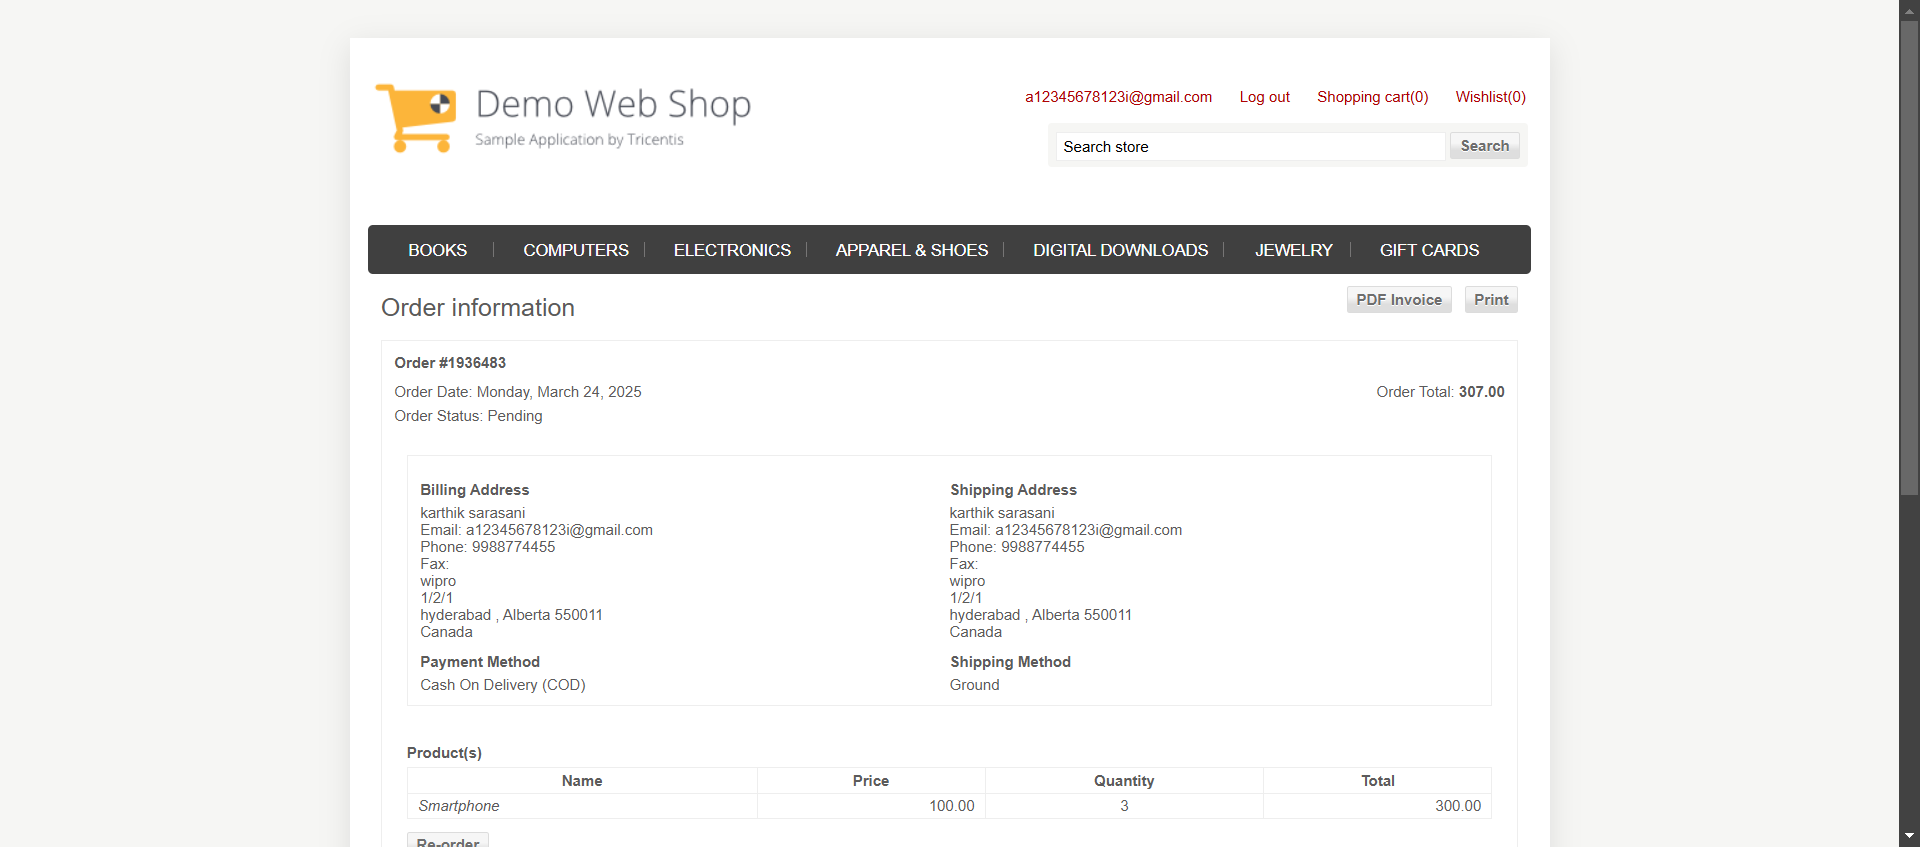 Demo Web Shop
Sample Application by Tricentis
a12345678123i@gmail.com Log out Shopping cart(0) Wishlist(0)
Search store Search
BOOKS COMPUTERS ELECTRONICS APPAREL & SHOES DIGITAL DOWNLOADS JEWELRY GIFT CARDS
Order information PDF Invoice Print
Order #1936483
Order Date: Monday, March 24, 2025 Order Total: 307.00
Order Status: Pending
Billing Address
karthik sarasani
Email: a12345678123i@gmail.com
Phone: 9988774455
Fax:
wipro
1/2/1
hyderabad , Alberta 550011
Canada
Payment Method
Cash On Delivery (COD)
Shipping Address
karthik sarasani
Email: a12345678123i@gmail.com
Phone: 9988774455
Fax:
wipro
1/2/1
hyderabad , Alberta 550011
Canada
Shipping Method
Ground
Product(s)
Name Price Quantity Total
Smartphone 100.00 3 300.00
Re-order